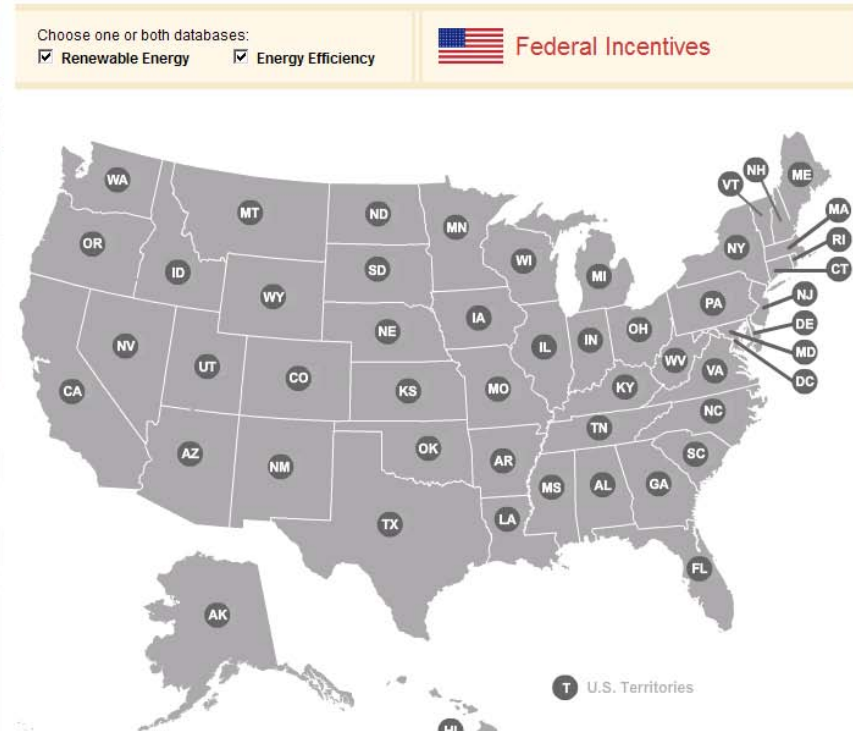 Choose one or both databases:
Renewable Energy Energy Efficiency
Federal Incentives
WA
MT
ND
MN
VT
NH
ME
MA
OR
ID
SD
WI
MI
NY
RI
CT
WY
IA
PA
NJ
NV
UT
CO
NE
IL
IN
OH
DE
MD
DC
CA
KS
MO
KY
WV
VA
AZ
NM
OK
AR
TN
NC
SC
TX
LA
MS
AL
GA
FL
AK
T U.S. Territories
HI